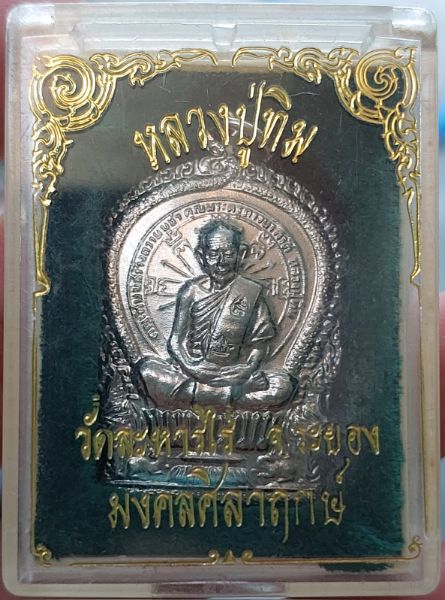 หลวงปู่ทิม
วัดละหารไร่ จ.ระยอง
มงคลศิลาฤกษ์